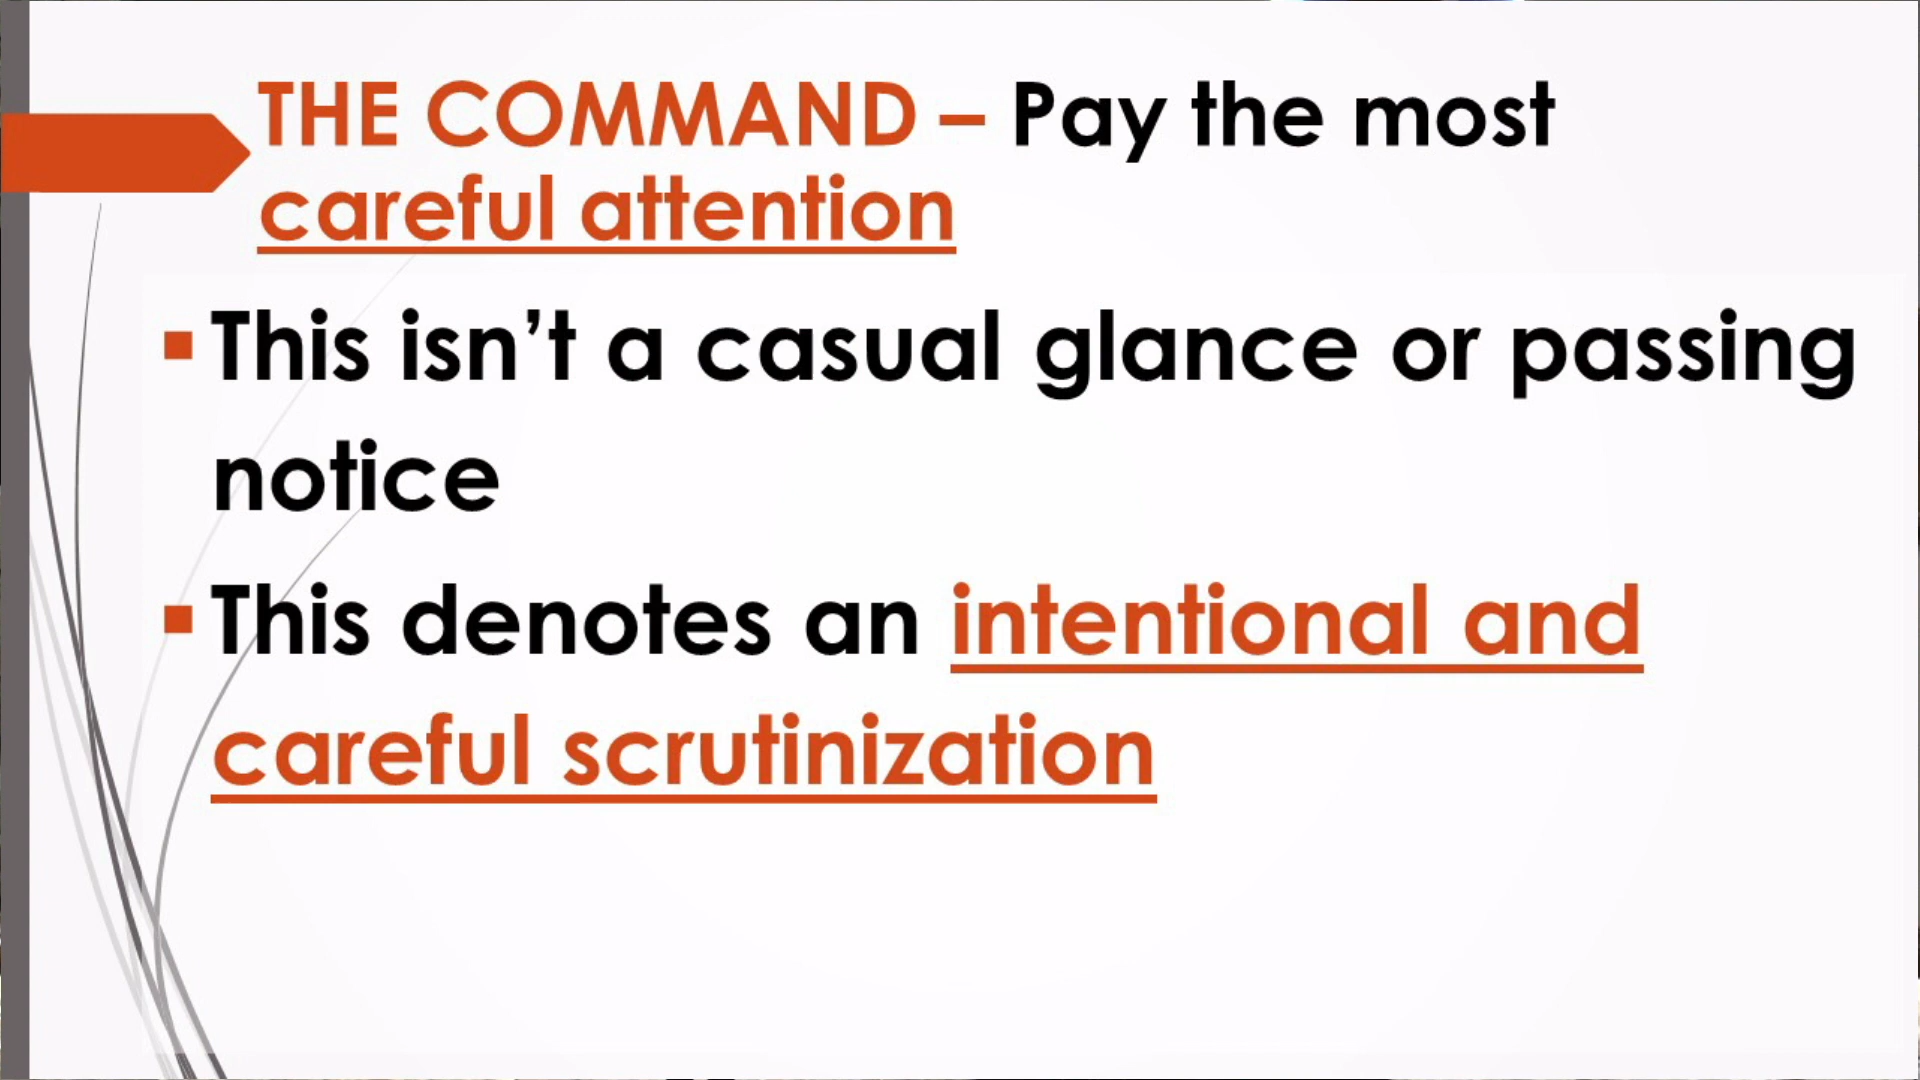 THE COMMAND – Pay the most
careful attention
▪ This isn’t a casual glance or passing
notice
▪ This denotes an intentional and
careful scrutinization